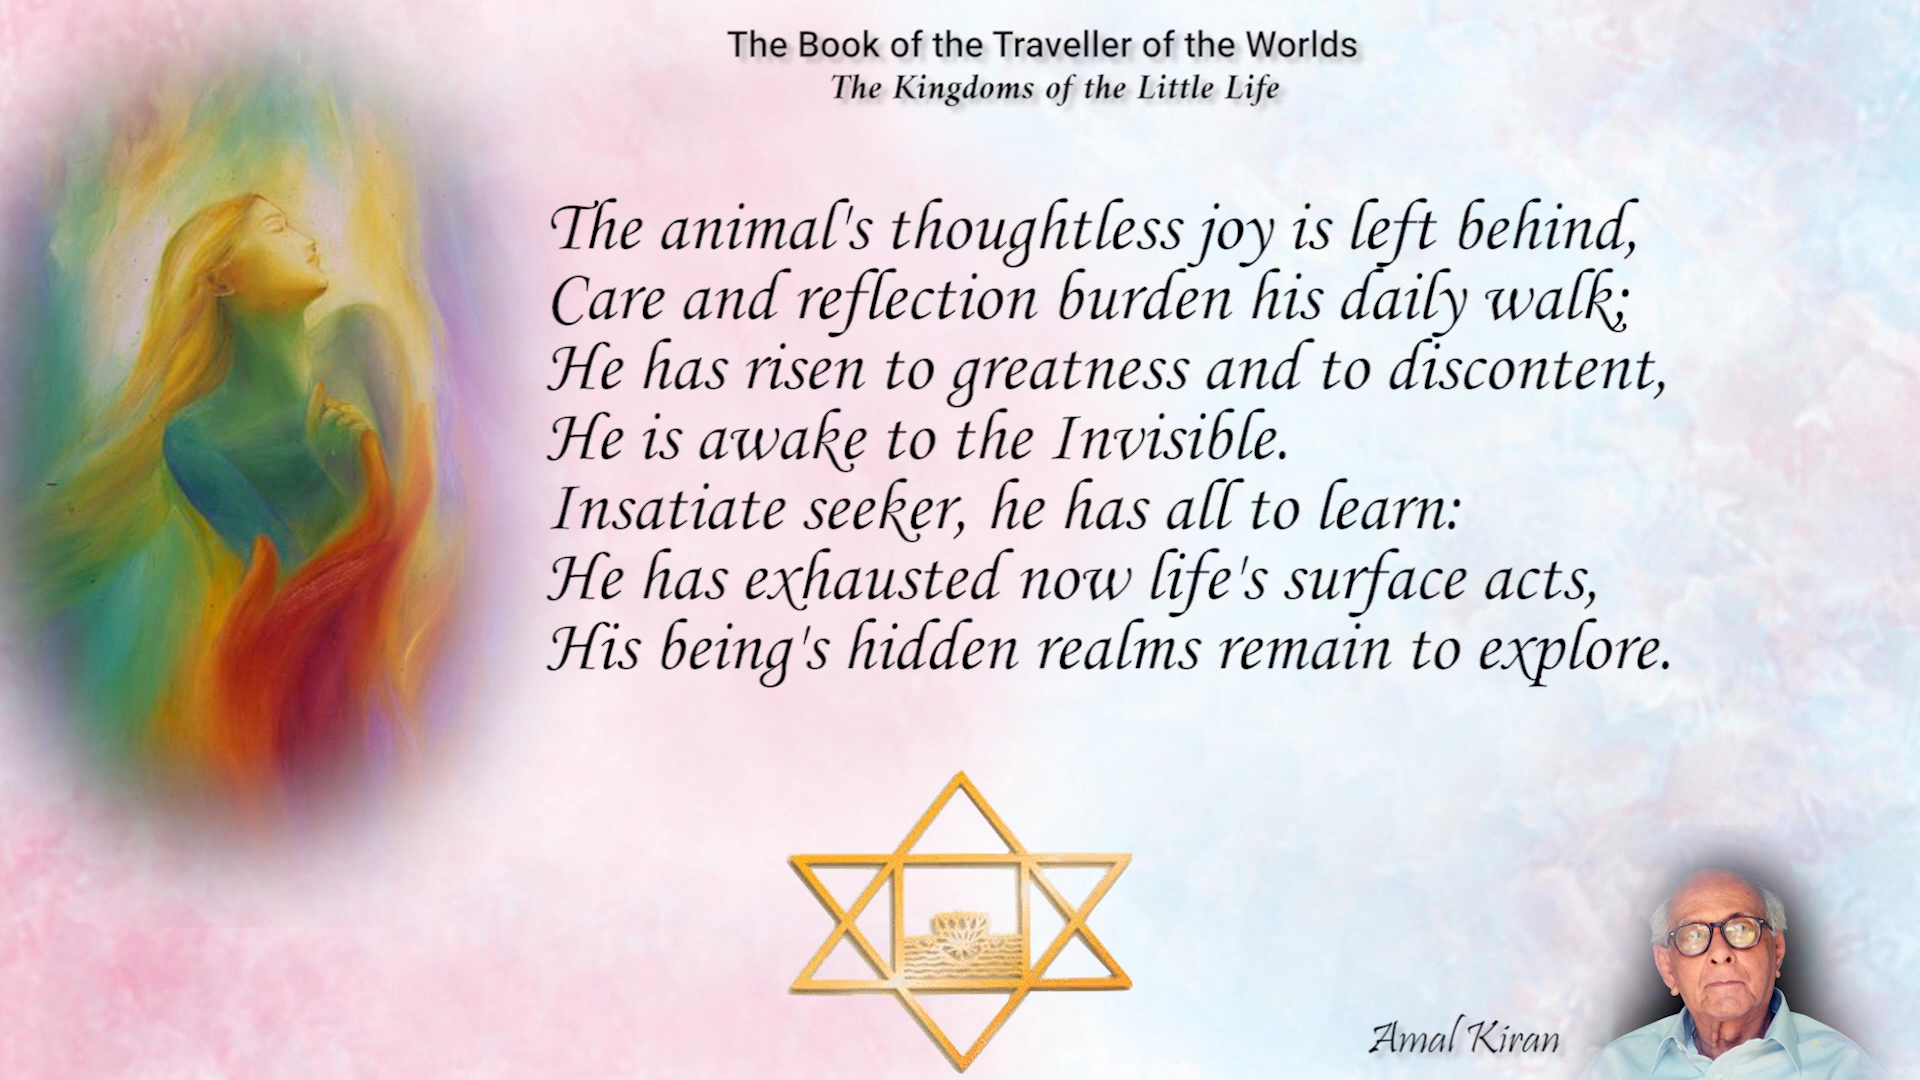 The Book of the Traveller of the Worlds
The Kingdoms of the Little Life
The animal's thoughtless joy is left behind,
Care and reflection burden his daily walk;
He has risen to greatness and to discontent,
He is awake to the Invisible.
Insatiate seeker, he has all to learn:
He has exhausted now life's surface acts,
His being's hidden realms remain to explore.
Amal Kiran